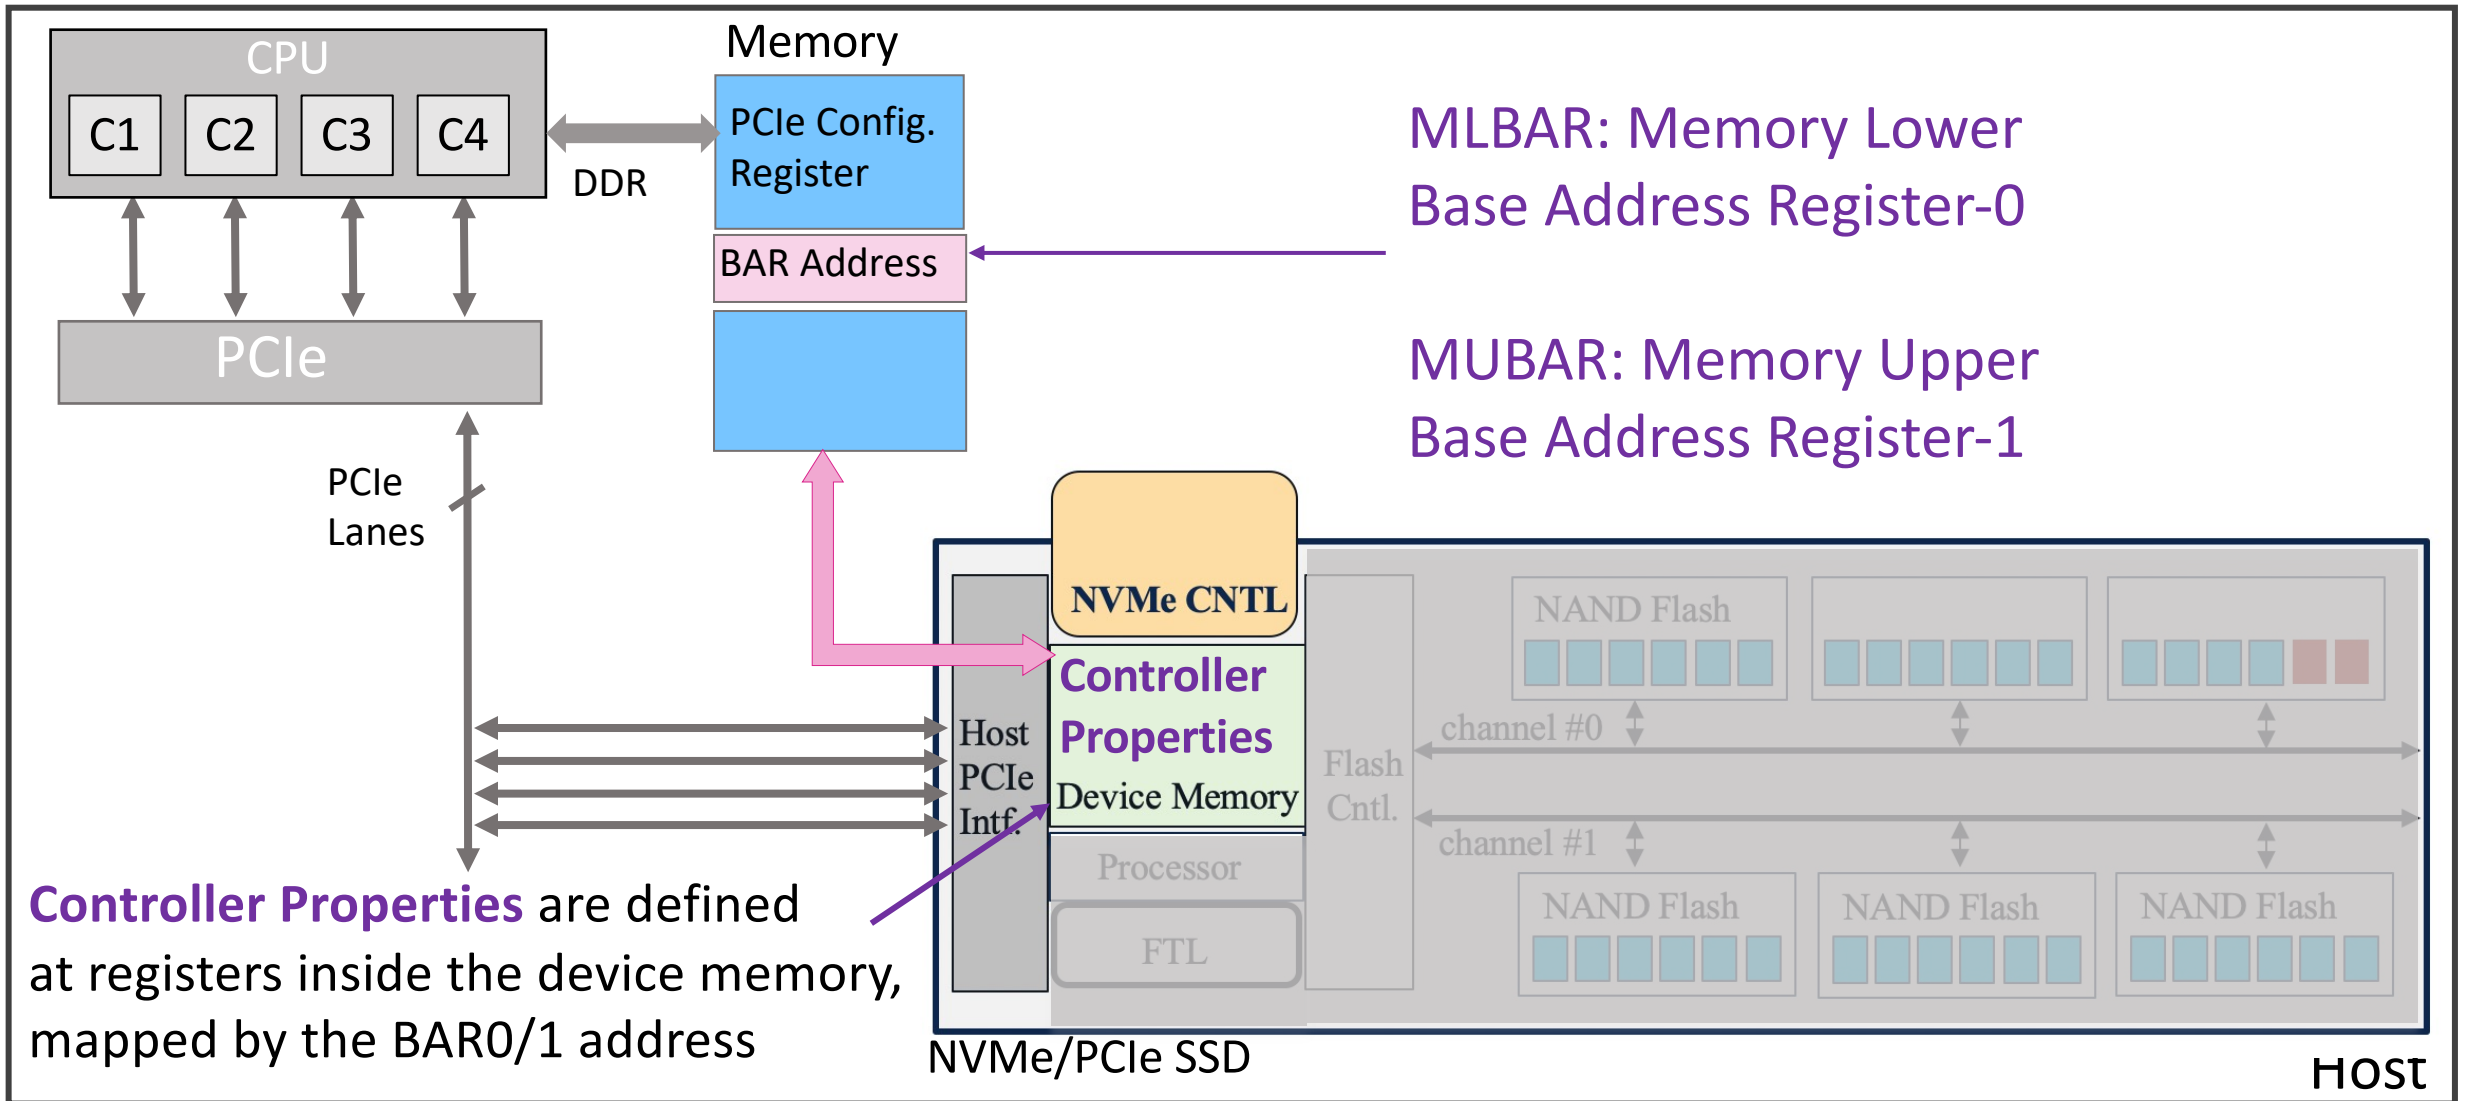 CPU
C1 C2 C3 C4
DDR
Memory
PCIe Config.
Register
BAR Address
MLBAR: Memory Lower
Base Address Register-0
MUBAR: Memory Upper
Base Address Register-1
PCIe
PCIe
Lanes
NVMe CNTL
Controller
Properties
Device Memory
Host
PCIe
Intf.
Processor
FTL
Flash
Cntl.
NAND Flash
channel #0
channel #1
NAND Flash
NAND Flash
NAND Flash
Controller Properties are defined
at registers inside the device memory,
mapped by the BAR0/1 address
NVMe/PCIe SSD
Host